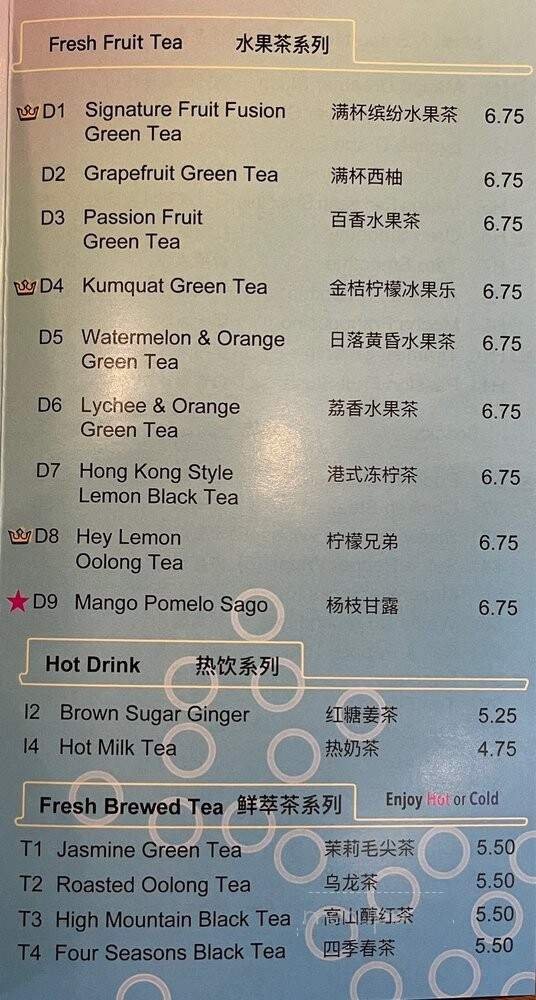 Fresh Fruit Tea 水果茶系列
D1 Signature Fruit Fusion 满杯缤纷水果茶 6.75
Green Tea
D2 Grapefruit Green Tea 满杯西柚 6.75
D3 Passion Fruit 百香水果茶 6.75
Green Tea
D4 Kumquat Green Tea 金桔柠檬冰果乐 6.75
D5 Watermelon & Orange 日落黄昏水果茶 6.75
Green Tea
D6 Lychee & Orange 荔香水果茶 6.75
Green Tea
D7 Hong Kong Style 港式冻柠茶 6.75
Lemon Black Tea
D8 Hey Lemon 柠檬兄弟 6.75
Oolong Tea
D9 Mango Pomelo Sago 杨枝甘露 6.75
Hot Drink 热饮系列
I2 Brown Sugar Ginger 红糖姜茶 5.25
I4 Hot Milk Tea 热奶茶 4.75
Fresh Brewed Tea 鲜萃茶系列 Enjoy Hot or Cold
T1 Jasmine Green Tea 茉莉毛尖茶 5.50
T2 Roasted Oolong Tea 乌龙茶 5.50
T3 High Mountain Black Tea 高山醇红茶 5.50
T4 Four Seasons Black Tea 四季春茶 5.50